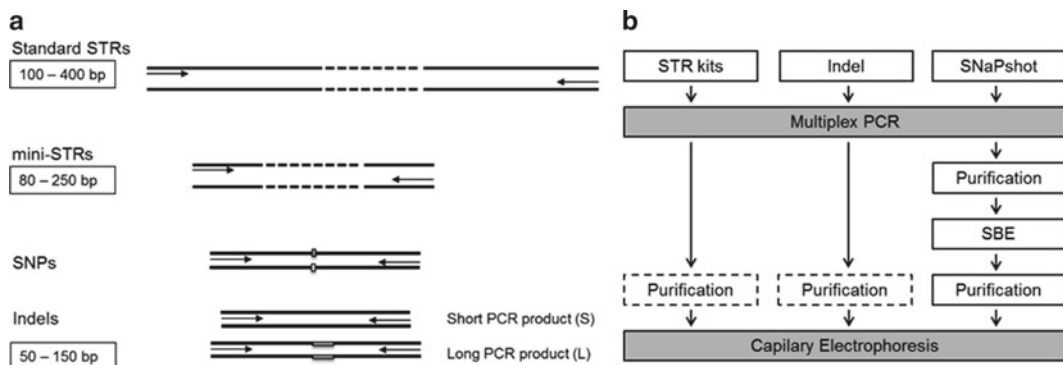 a
Standard STRs
100 – 400 bp
mini-STRs
80 – 250 bp
SNPs
Indels
50 – 150 bp
Short PCR product (S)
Long PCR product (L)
b
STR kits
Indel
SNaPshot
Multiplex PCR
Purification
SBE
Purification
Purification
Purification
Capillary Electrophoresis